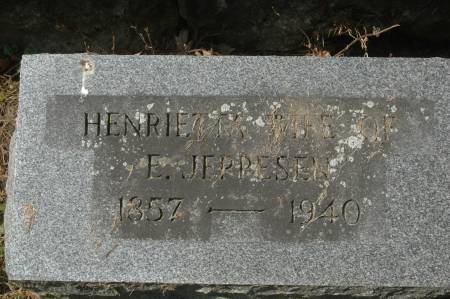 HENRIETTA WIFE OF
E. JEPPESEN
1857 — 1940